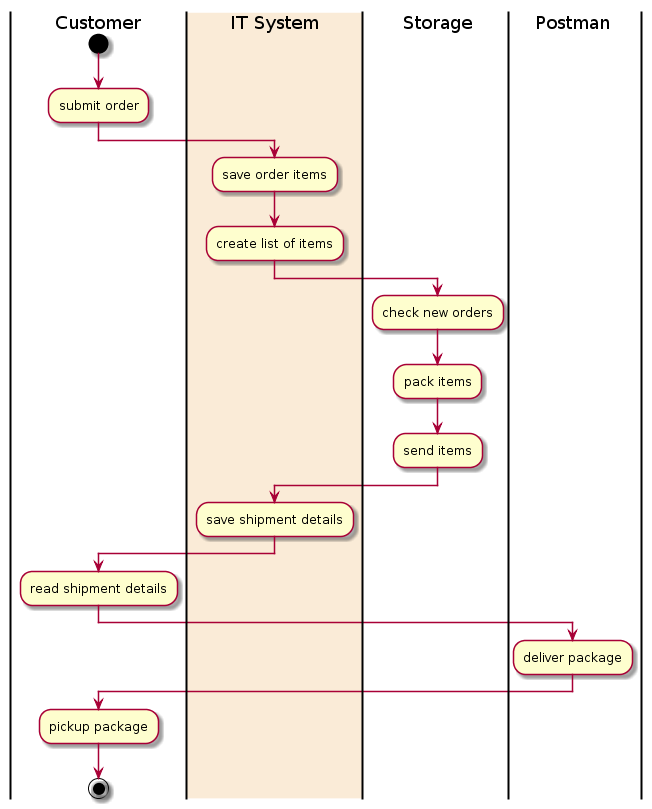 Customer IT System Storage Postman
submit order
save order items
create list of items
check new orders
pack items
send items
save shipment details
read shipment details
deliver package
pickup package